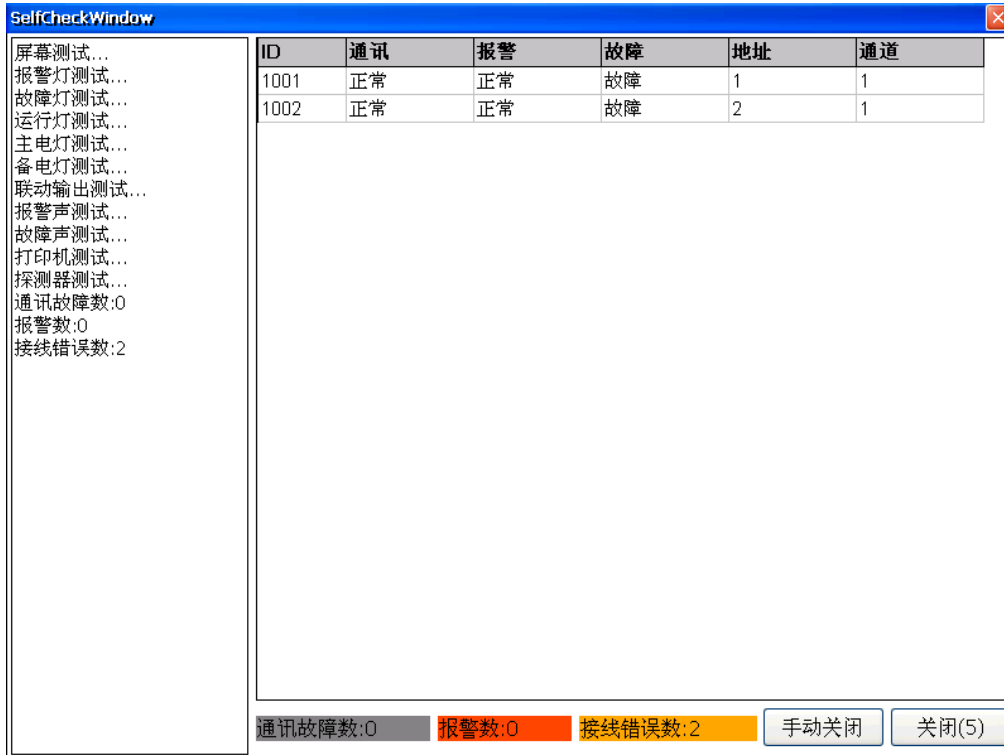 SelfCheckWindow
屏幕测试...
报警灯测试...
故障灯测试...
运行灯测试...
主电灯测试...
备电灯测试...
联动输出测试...
报警声测试...
故障声测试...
打印机测试...
探测器测试...
通讯故障数:0
报警数:0
接线错误数:2
ID 通讯 报警 故障 地址 通道
1001 正常 正常 故障 1 1
1002 正常 正常 故障 2 1
通讯故障数:0 报警数:0 接线错误数:2 手动关闭 关闭(5)